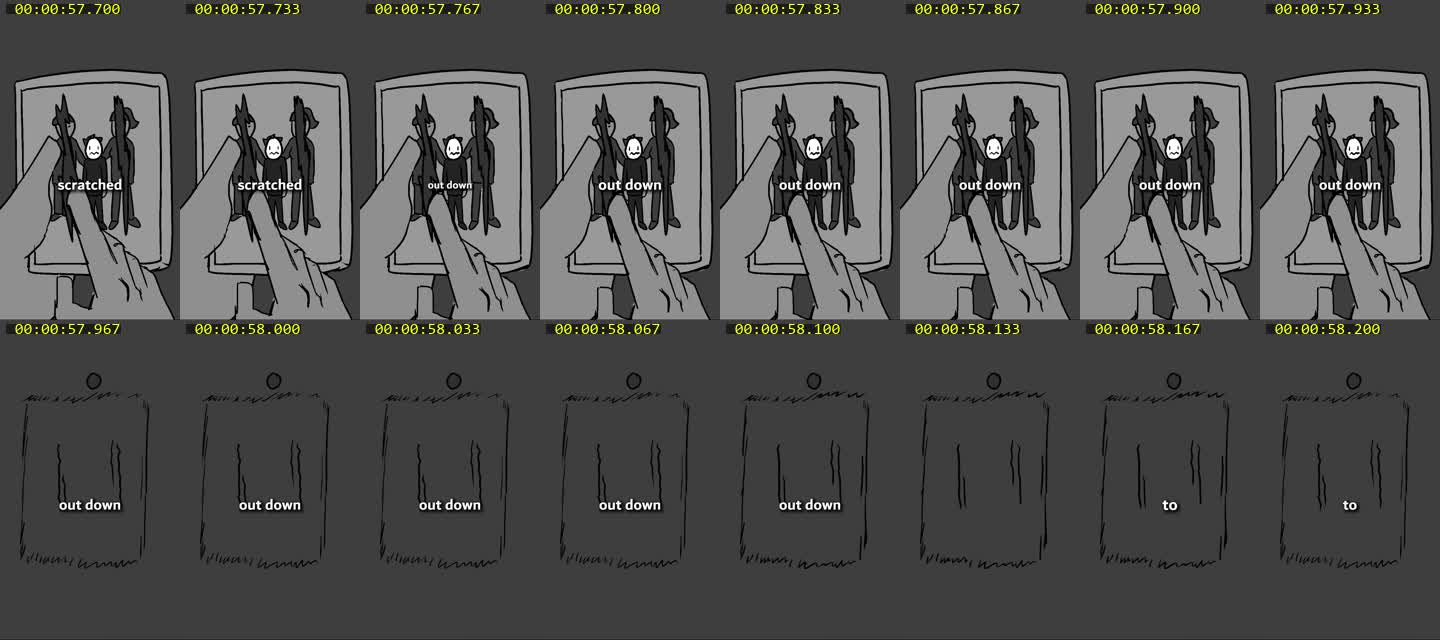 00:00:57.700 00:00:57.733 00:00:57.767 00:00:57.800 00:00:57.833 00:00:57.867 00:00:57.900 00:00:57.933
scratched scratched out down out down out down out down out down out down
00:00:57.967 00:00:58.000 00:00:58.033 00:00:58.067 00:00:58.100 00:00:58.133 00:00:58.167 00:00:58.200
out down out down out down out down out down to to